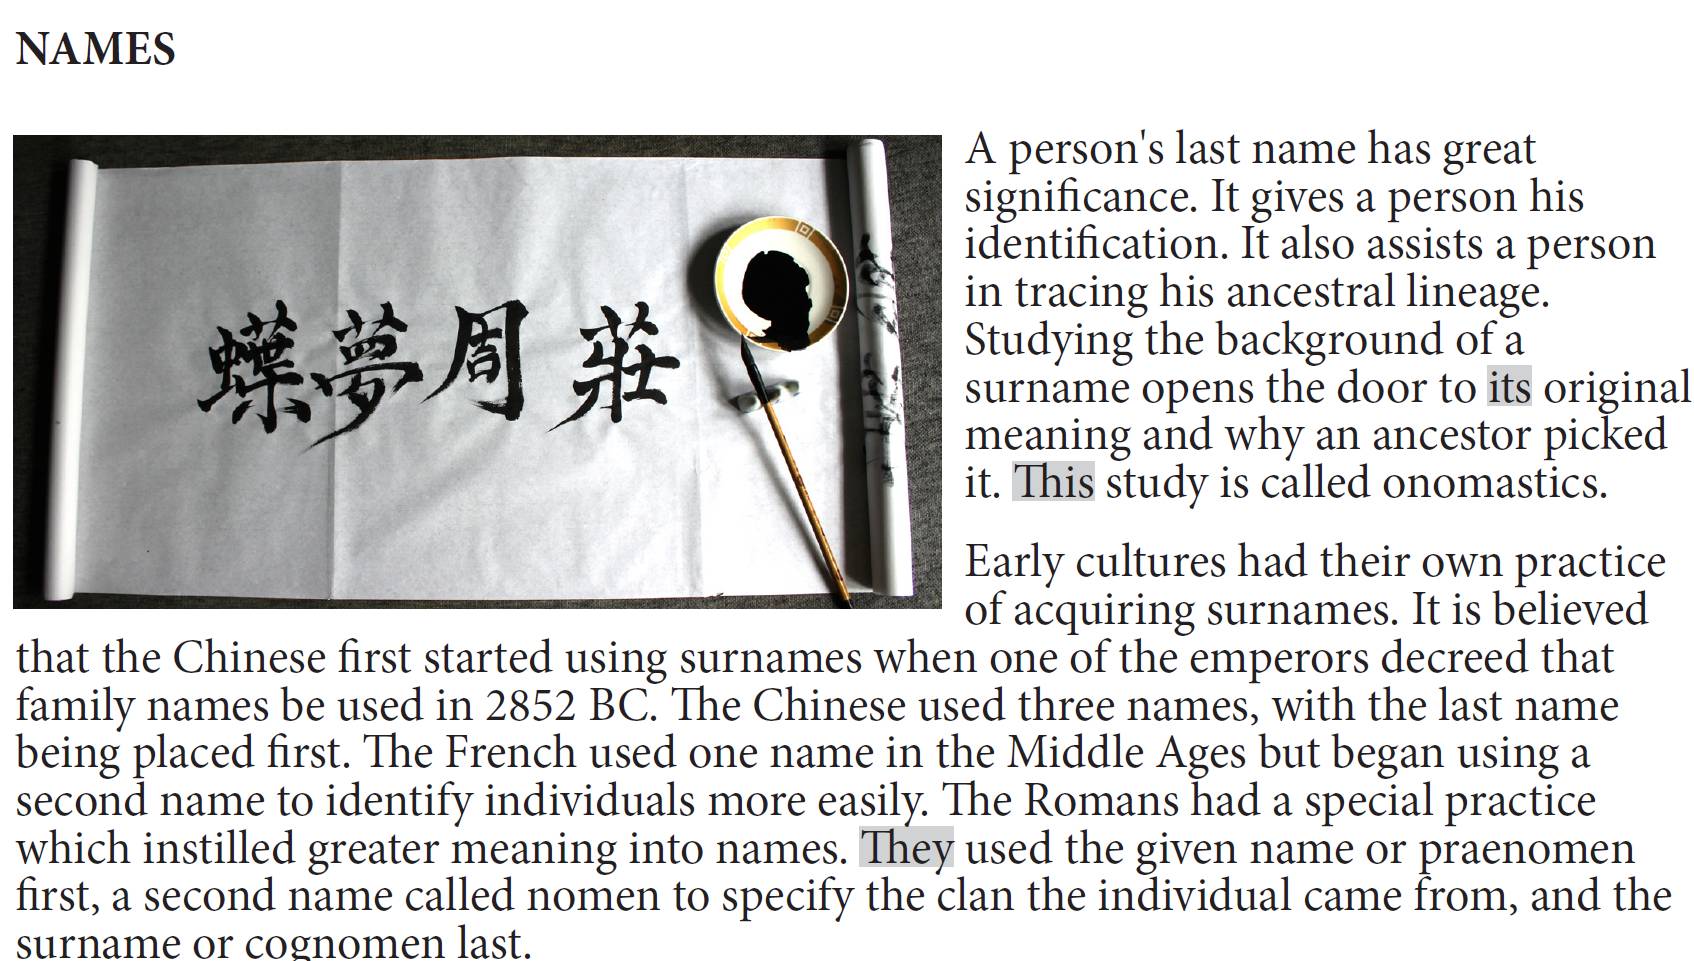 NAMES
蝶夢周莊
A person's last name has great
significance. It gives a person his
identification. It also assists a person
in tracing his ancestral lineage.
Studying the background of a
surname opens the door to its original
meaning and why an ancestor picked
it. This study is called onomastics.
Early cultures had their own practice
of acquiring surnames. It is believed
that the Chinese first started using surnames when one of the emperors decreed that
family names be used in 2852 BC. The Chinese used three names, with the last name
being placed first. The French used one name in the Middle Ages but began using a
second name to identify individuals more easily. The Romans had a special practice
which instilled greater meaning into names. They used the given name or praenomen
first, a second name called nomen to specify the clan the individual came from, and the
surname or cognomen last.